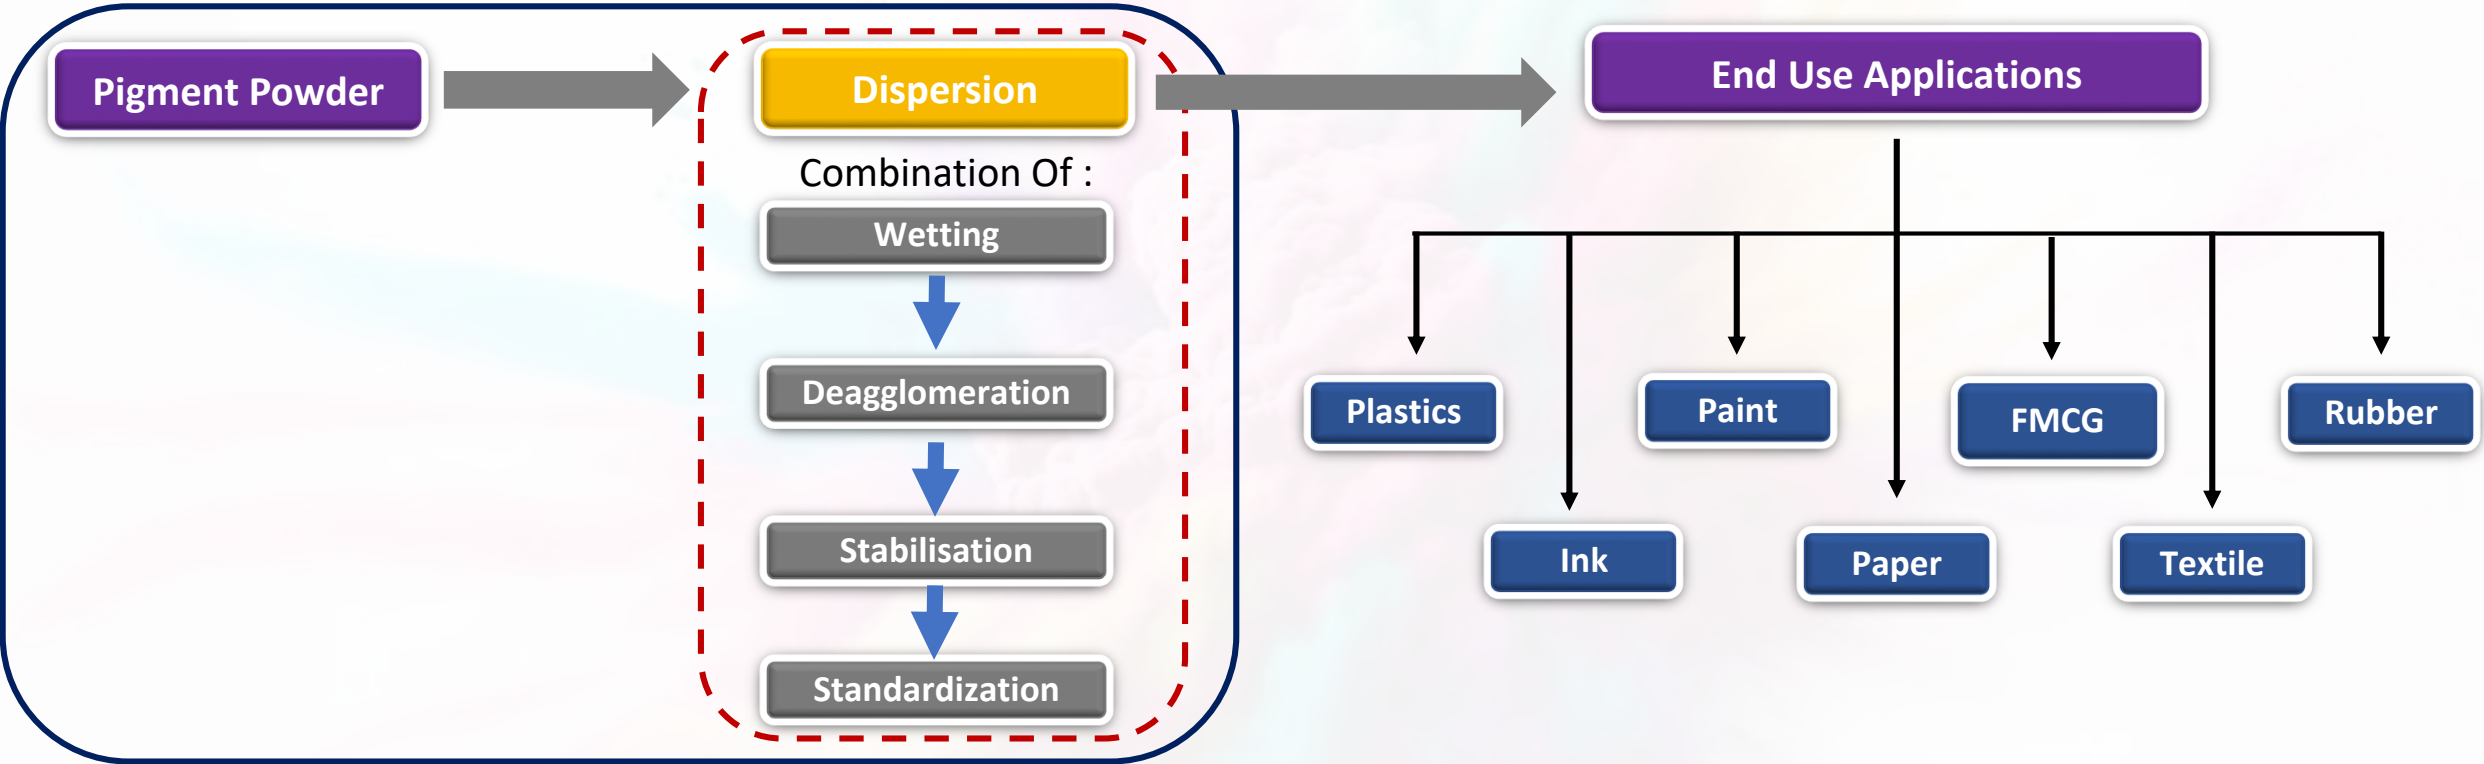 Pigment Powder
Dispersion
End Use Applications
Combination Of :
Wetting
Deagglomeration
Stabilisation
Standardization
Plastics
Paint
FMCG
Rubber
Ink
Paper
Textile